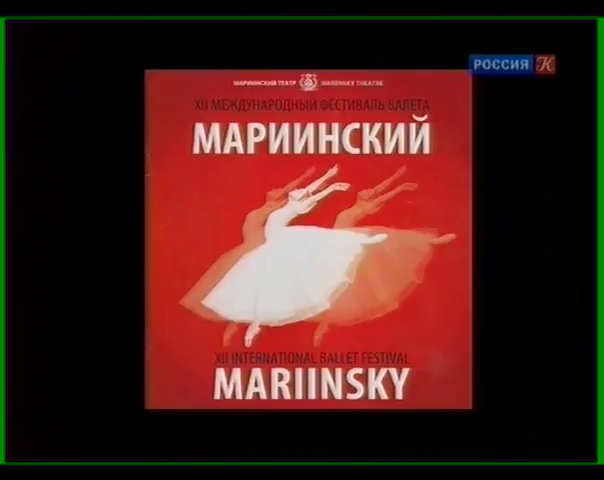 РОССИЯ К
МАРИИНСКИЙ ТЕАТР MARIINSKY THEATRE
XII МЕЖДУНАРОДНЫЙ ФЕСТИВАЛЬ БАЛЕТА
МАРИИНСКИЙ
XII INTERNATIONAL BALLET FESTIVAL
MARIINSKY